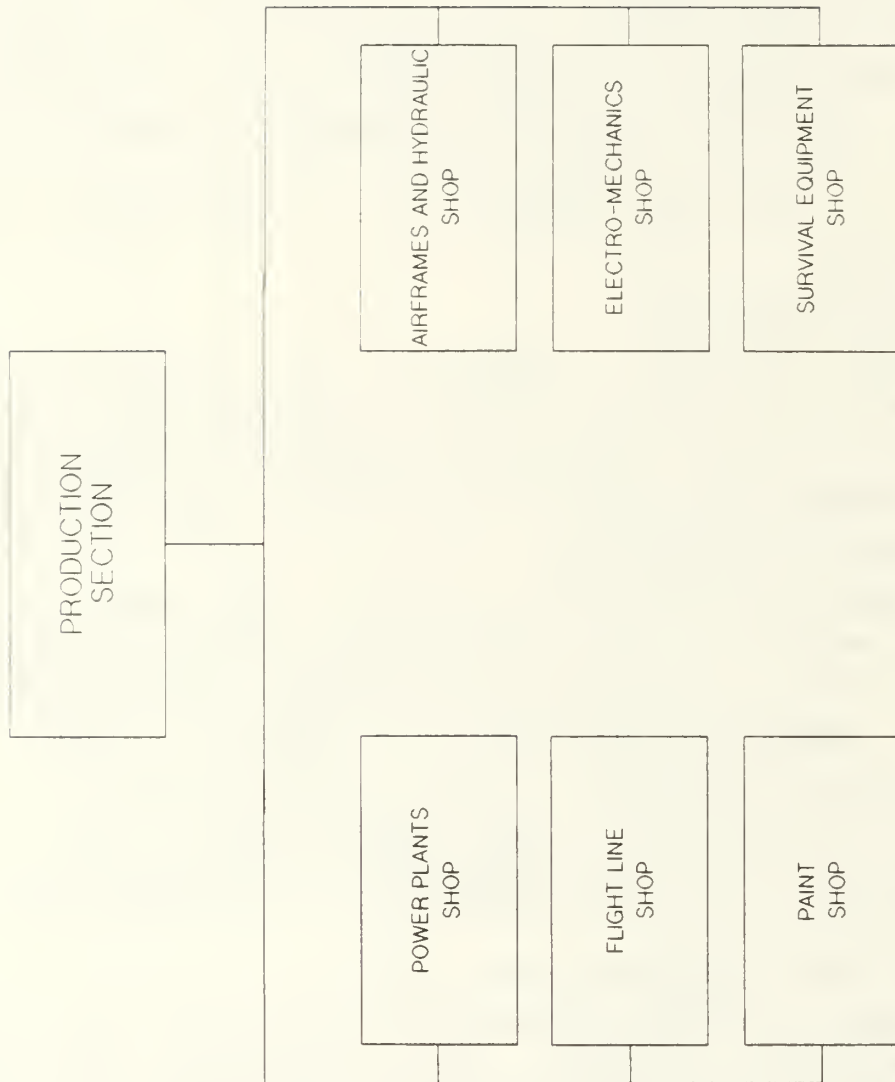 PRODUCTION
SECTION
POWER PLANTS
SHOP
AIRFRAMES AND HYDRAULIC
SHOP
FLIGHT LINE
SHOP
ELECTRO-MECHANICS
SHOP
PAINT
SHOP
SURVIVAL EQUIPMENT
SHOP